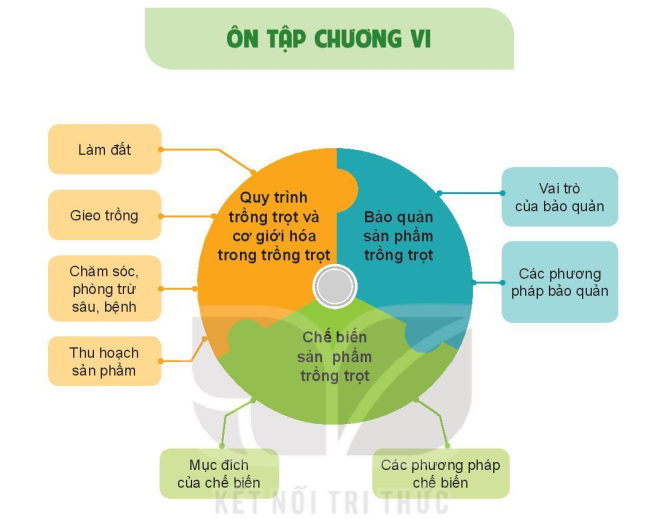 ÔN TẬP CHƯƠNG VI
Làm đất
Gieo trồng
Chăm sóc,
phòng trừ
sâu, bệnh
Thu hoạch
sản phẩm
Quy trình
trồng trọt và
cơ giới hóa
trong trồng trọt
Bảo quản
sản phẩm
trồng trọt
Vai trò
của bảo quản
Các phương
pháp bảo quản
Chế biến
sản phẩm
trồng trọt
Mục đích
của chế biến
Các phương pháp
chế biến
KẾT NỐI TRI THỨC